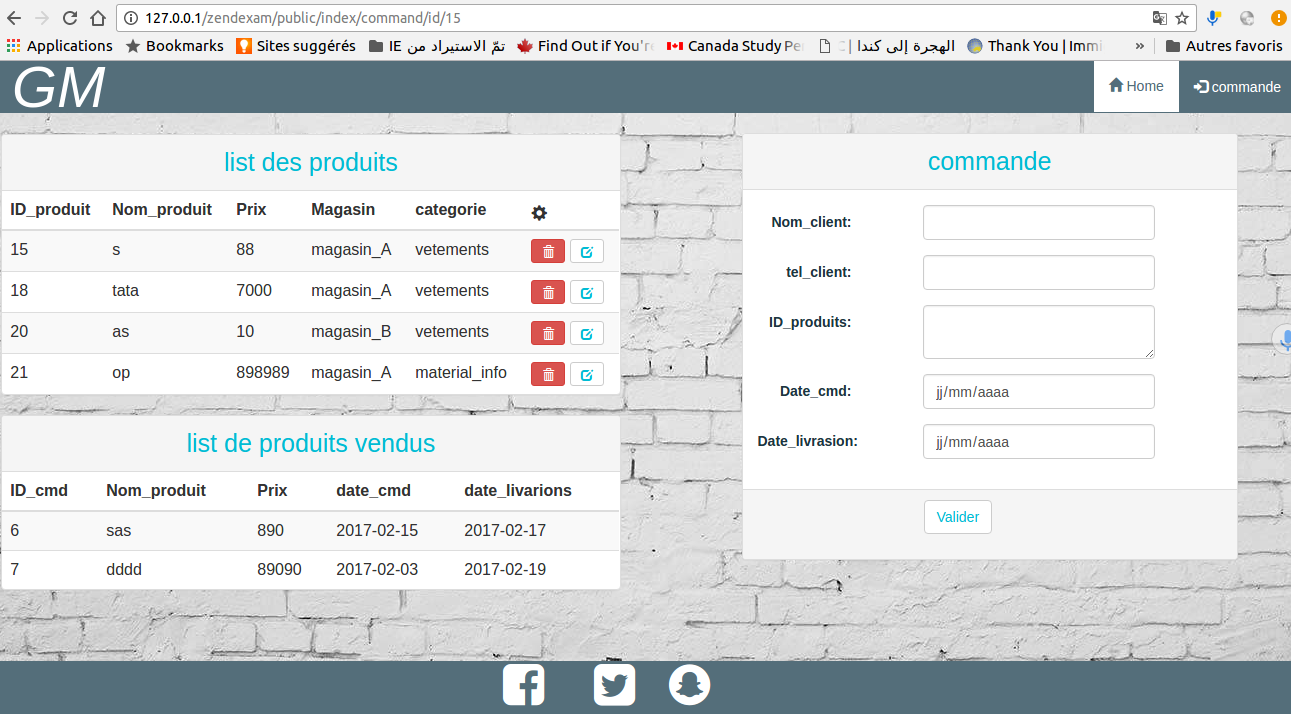 127.0.0.1/zendexam/public/index/command/id/15
Applications Bookmarks Sites suggérés تمّ الاستيراد من IE Find Out if You're Canada Study Pe الهجرة إلى كندا | Thank You | Immi » Autres favoris
GM Home commande
list des produits
ID_produit Nom_produit Prix Magasin categorie
15 s 88 magasin_A vetements
18 tata 7000 magasin_A vetements
20 as 10 magasin_B vetements
21 op 898989 magasin_A material_info
list de produits vendus
ID_cmd Nom_produit Prix date_cmd date_livarions
6 sas 890 2017-02-15 2017-02-17
7 dddd 89090 2017-02-03 2017-02-19
commande
Nom_client:
tel_client:
ID_produits:
Date_cmd: jj/mm/aaaa
Date_livrasion: jj/mm/aaaa
Valider